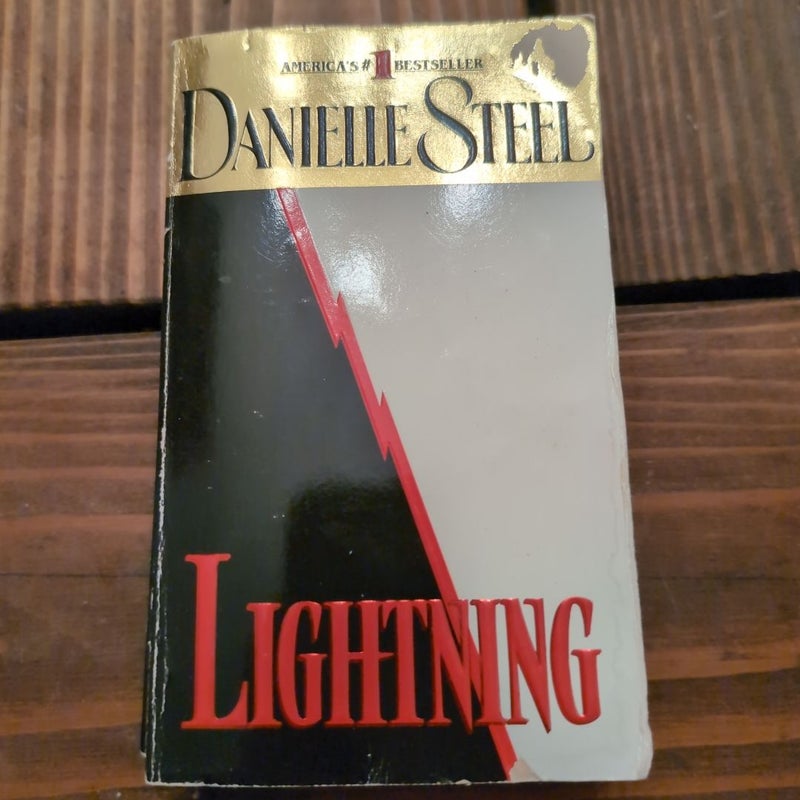 AMERICA'S #1 BESTSELLER
DANIELLE STEEL
LIGHTNING